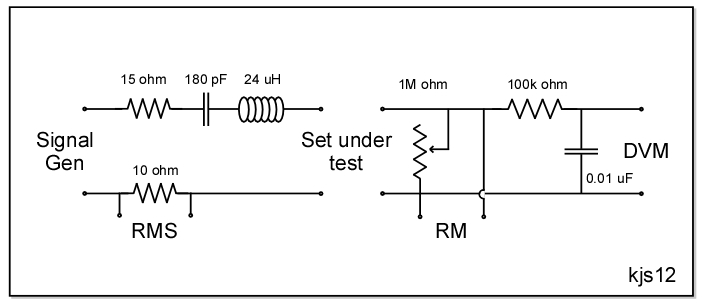 15 ohm
180 pF
24 uH
1M ohm
100k ohm
Signal
Gen
Set under
test
DVM
10 ohm
0.01 uF
RMS
RM
kjs12